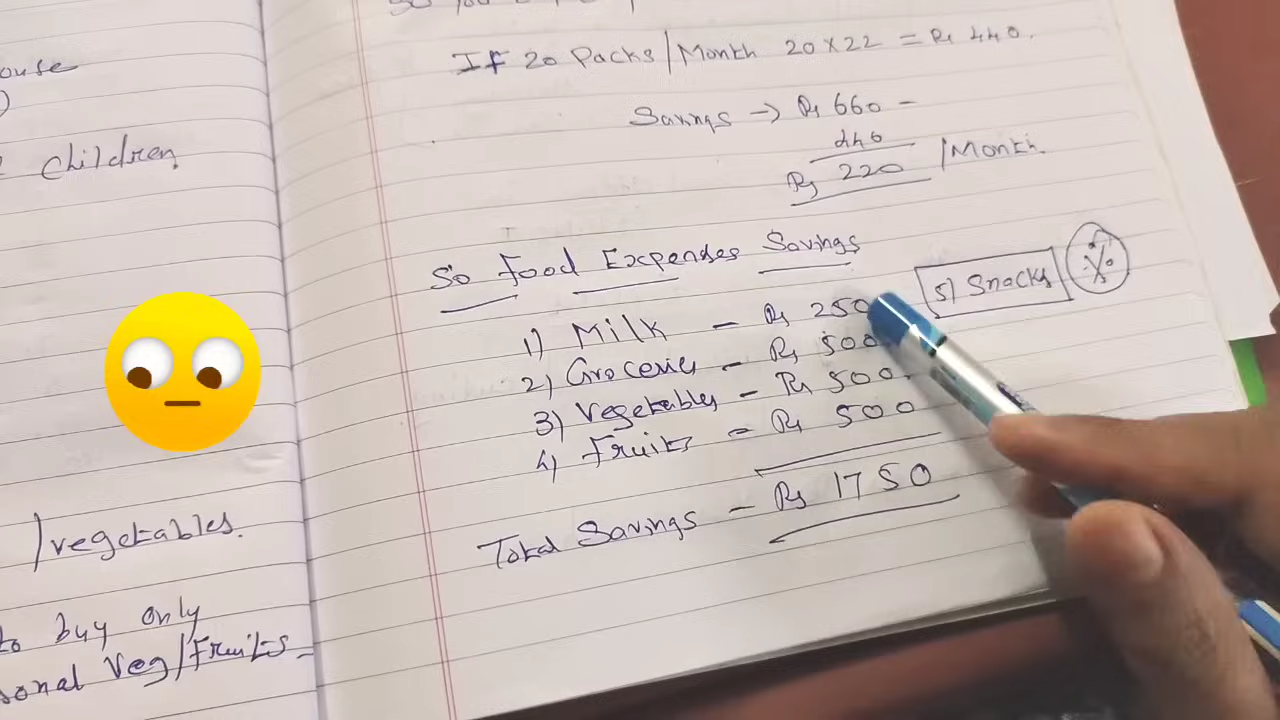 ouse
children
/vegetables.
to buy only
sonal Veg/Fruits
If 20 Packs/Month 20 x 22 = Rs 440.
Savings → Rs 660 -
440
Rs 220 /Month.
So Food Expenses Savings
5) Snacks
1) Milk - Rs 250
2) Groceries - Rs 500.
3) Vegetables - Rs 500.
4) Fruits = Rs 500
Total Savings - Rs 1750